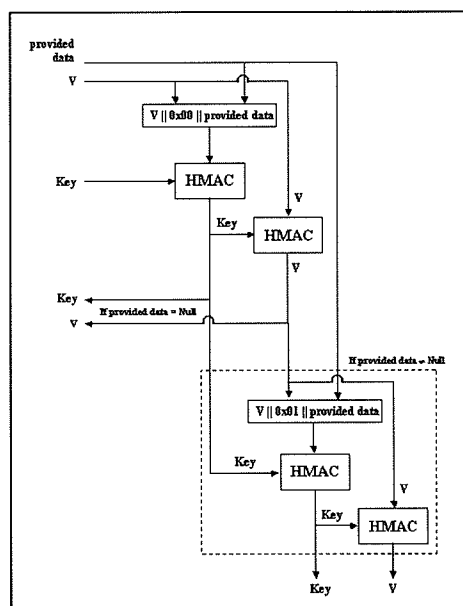 provided
data
V
V || 0x00 || provided data
Key
HMAC
V
Key
HMAC
V
Key
If provided data = Null
V
If provided data ≠ Null
V || 0x01 || provided data
Key
HMAC
V
Key
HMAC
Key
V